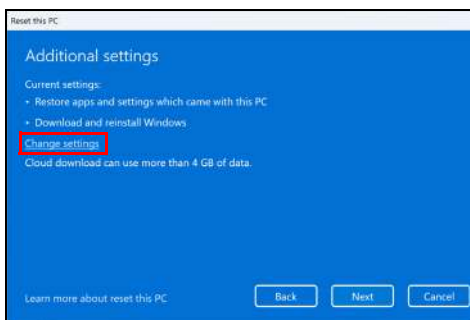 Reset this PC
Additional settings
Current settings:
• Restore apps and settings which came with this PC
• Download and reinstall Windows
Change settings
Cloud download can use more than 4 GB of data.
Learn more about reset this PC
Back
Next
Cancel